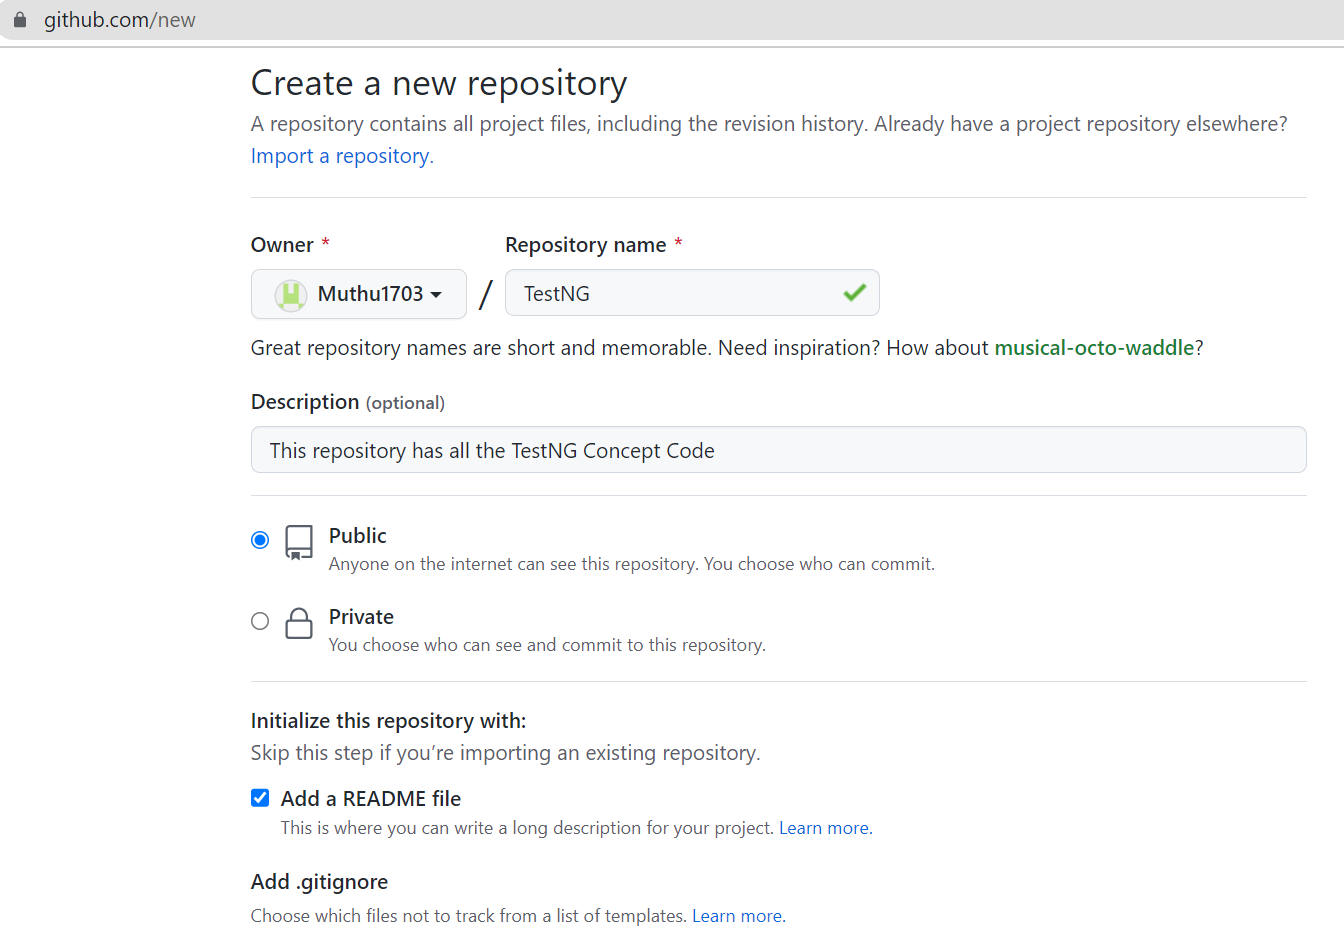 github.com/new
Create a new repository
A repository contains all project files, including the revision history. Already have a project repository elsewhere?
Import a repository.
Owner * Repository name *
Muthu1703 / TestNG
Great repository names are short and memorable. Need inspiration? How about musical-octo-waddle?
Description (optional)
This repository has all the TestNG Concept Code
Public
Anyone on the internet can see this repository. You choose who can commit.
Private
You choose who can see and commit to this repository.
Initialize this repository with:
Skip this step if you’re importing an existing repository.
Add a README file
This is where you can write a long description for your project. Learn more.
Add .gitignore
Choose which files not to track from a list of templates. Learn more.